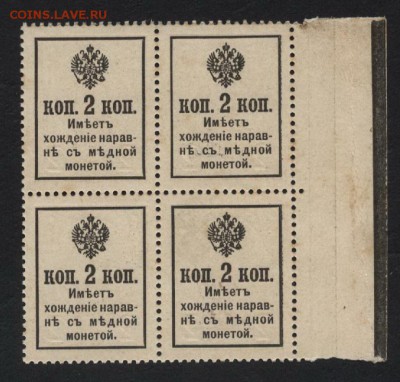 COINS.LAVE.RU
КОП. 2 КОП.
Имѣетъ
хожденіе нарав-
нѣ съ мѣдной
монетой.
КОП. 2 КОП.
Имѣетъ
хожденіе нарав-
нѣ съ мѣдной
монетой.
КОП. 2 КОП.
Имѣетъ
хожденіе нарав-
нѣ съ мѣдной
монетой.
КОП. 2 КОП.
Имѣетъ
хожденіе нарав-
нѣ съ мѣдной
монетой.